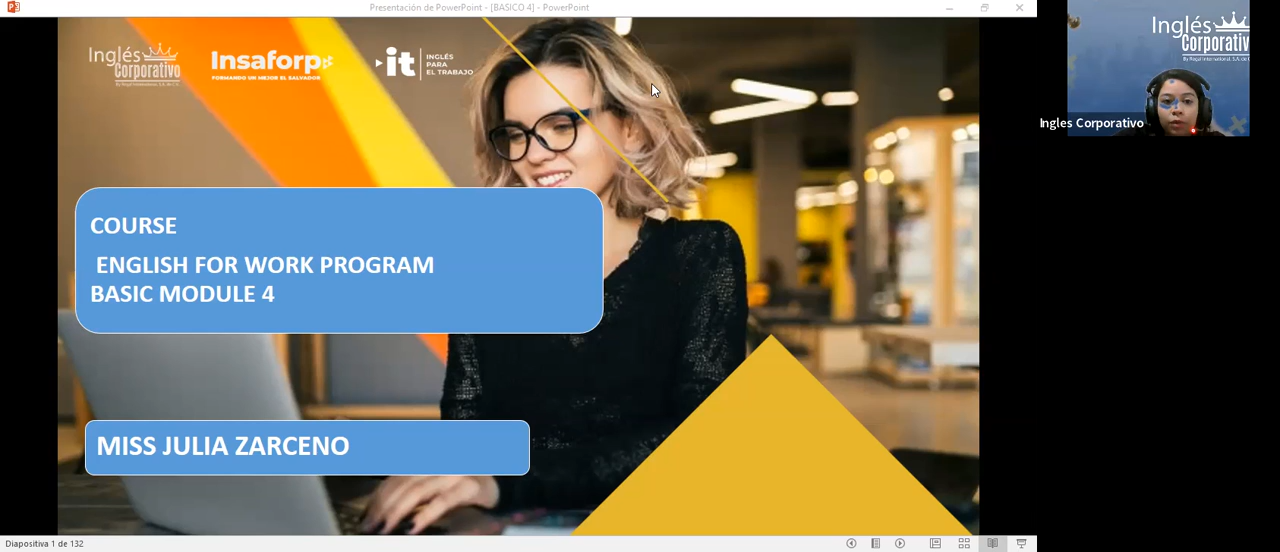 Presentación de PowerPoint - [BASICO 4] - PowerPoint
Inglés
Corporativo
Insaforp
FORMANDO UN MEJOR EL SALVADOR
it
INGLÉS
PARA
EL TRABAJO
COURSE
ENGLISH FOR WORK PROGRAM
BASIC MODULE 4
MISS JULIA ZARCENO
Diapositiva 1 de 132
Inglés
Corporativ
Ingles Corporativo